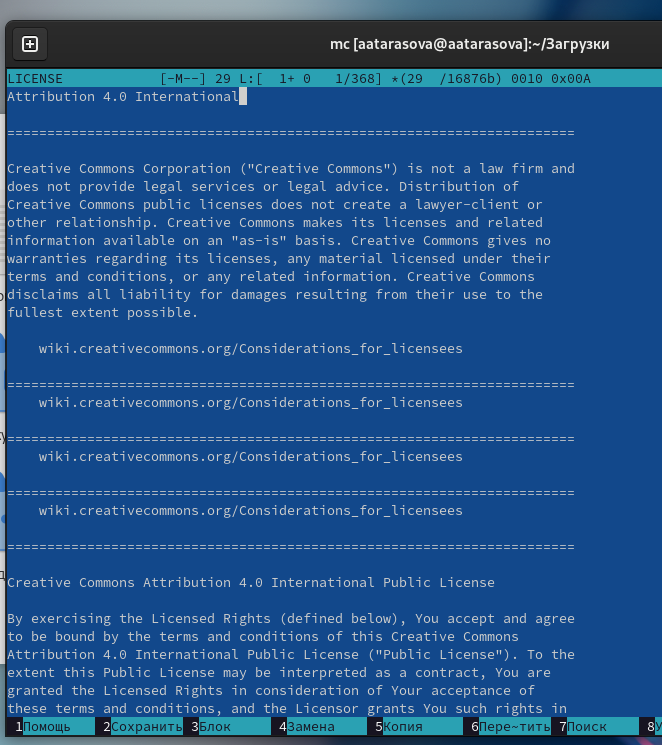 mc [aatarasova@aatarasova]:~/Загрузки
LICENSE [-M--] 29 L:[ 1+ 0 1/368] *(29 /16876b) 0010 0x00A
Attribution 4.0 International
=======================================================================
Creative Commons Corporation ("Creative Commons") is not a law firm and
does not provide legal services or legal advice. Distribution of
Creative Commons public licenses does not create a lawyer-client or
other relationship. Creative Commons makes its licenses and related
information available on an "as-is" basis. Creative Commons gives no
warranties regarding its licenses, any material licensed under their
terms and conditions, or any related information. Creative Commons
disclaims all liability for damages resulting from their use to the
fullest extent possible.
wiki.creativecommons.org/Considerations_for_licensees
=======================================================================
wiki.creativecommons.org/Considerations_for_licensees
=======================================================================
wiki.creativecommons.org/Considerations_for_licensees
=======================================================================
wiki.creativecommons.org/Considerations_for_licensees
=======================================================================
Creative Commons Attribution 4.0 International Public License
By exercising the Licensed Rights (defined below), You accept and agree
to be bound by the terms and conditions of this Creative Commons
Attribution 4.0 International Public License ("Public License"). To the
extent this Public License may be interpreted as a contract, You are
granted the Licensed Rights in consideration of Your acceptance of
these terms and conditions, and the Licensor grants You such rights in
1Помощь 2Сохранить 3Блок 4Замена 5Копия 6Пере~тить 7Поиск 8